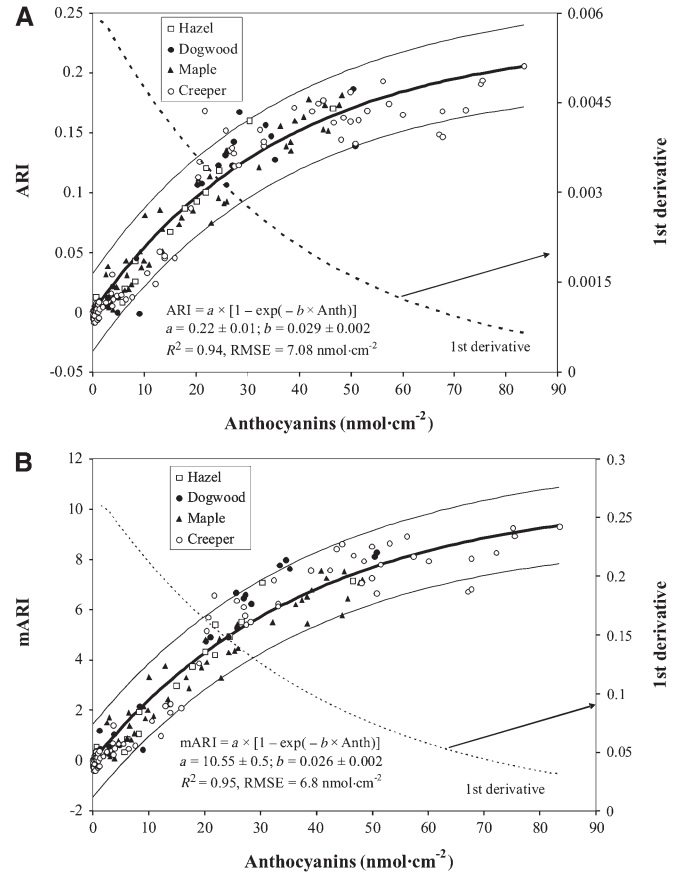 A
0.25
0.2
0.15
0.1
0.05
0
-0.05
ARI
Hazel
Dogwood
Maple
Creeper
0.006
0.0045
0.003
0.0015
0
1st derivative
ARI = a × [1 – exp(– b × Anth)]
a = 0.22 ± 0.01; b = 0.029 ± 0.002
R² = 0.94, RMSE = 7.08 nmol·cm⁻²
1st derivative
0 10 20 30 40 50 60 70 80 90
Anthocyanins (nmol·cm⁻²)
B
12
10
8
6
4
2
0
-2
mARI
Hazel
Dogwood
Maple
Creeper
0.3
0.25
0.2
0.15
0.1
0.05
0
1st derivative
mARI = a × [1 – exp(– b × Anth)]
a = 10.55 ± 0.5; b = 0.026 ± 0.002
R² = 0.95, RMSE = 6.8 nmol·cm⁻²
1st derivative
0 10 20 30 40 50 60 70 80 90
Anthocyanins (nmol·cm⁻²)